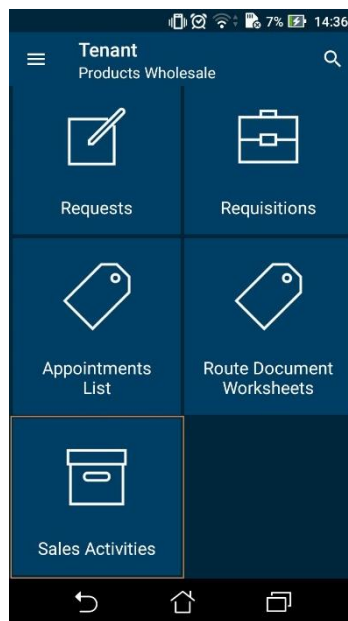 7% 14:36
Tenant
Products Wholesale
Requests
Requisitions
Appointments
List
Route Document
Worksheets
Sales Activities